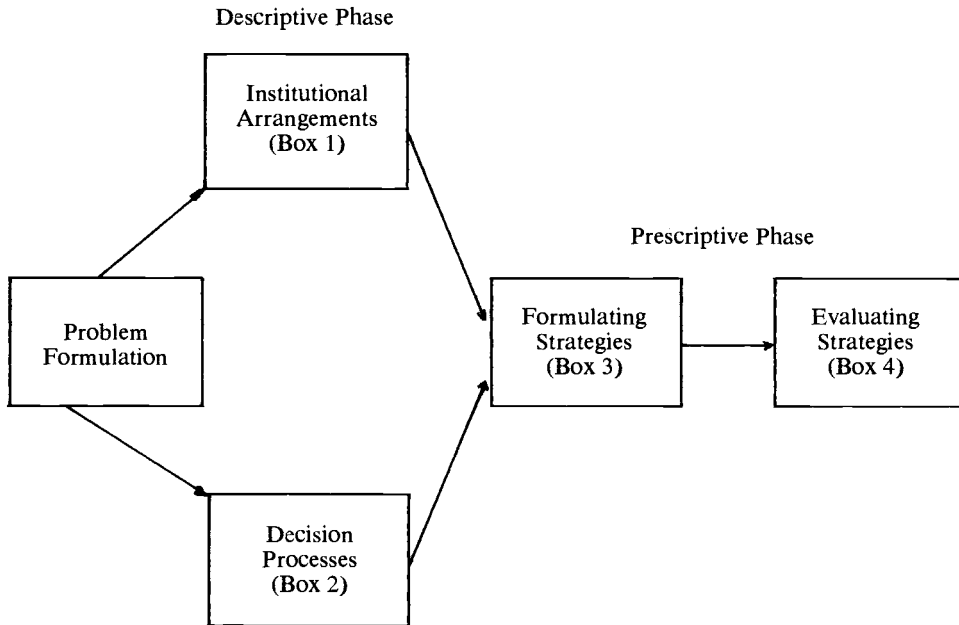 Descriptive Phase
Institutional
Arrangements
(Box 1)
Prescriptive Phase
Problem
Formulation
Formulating
Strategies
(Box 3)
Evaluating
Strategies
(Box 4)
Decision
Processes
(Box 2)